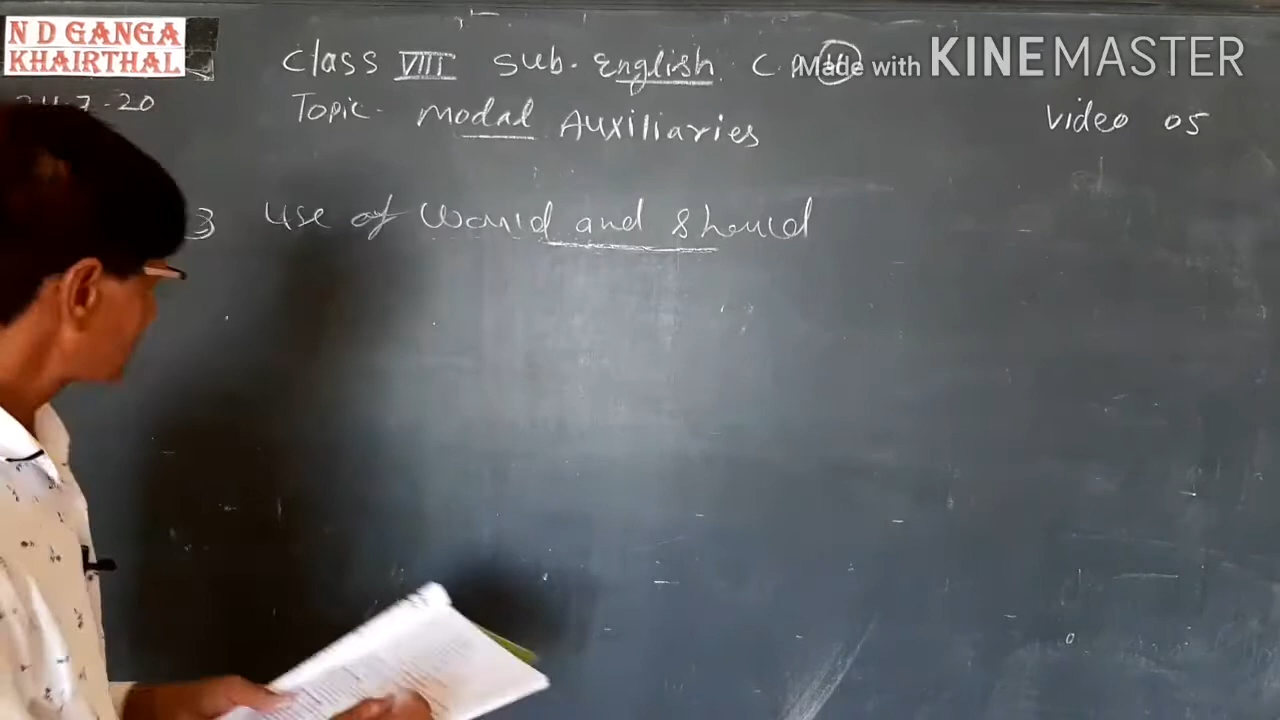 N D GANGA
KHAIRTHAL
Made with KINEMASTER
Class VIII Sub. English
7-20
Topic- Modal Auxiliaries
Video 05
3 Use of Would and Should